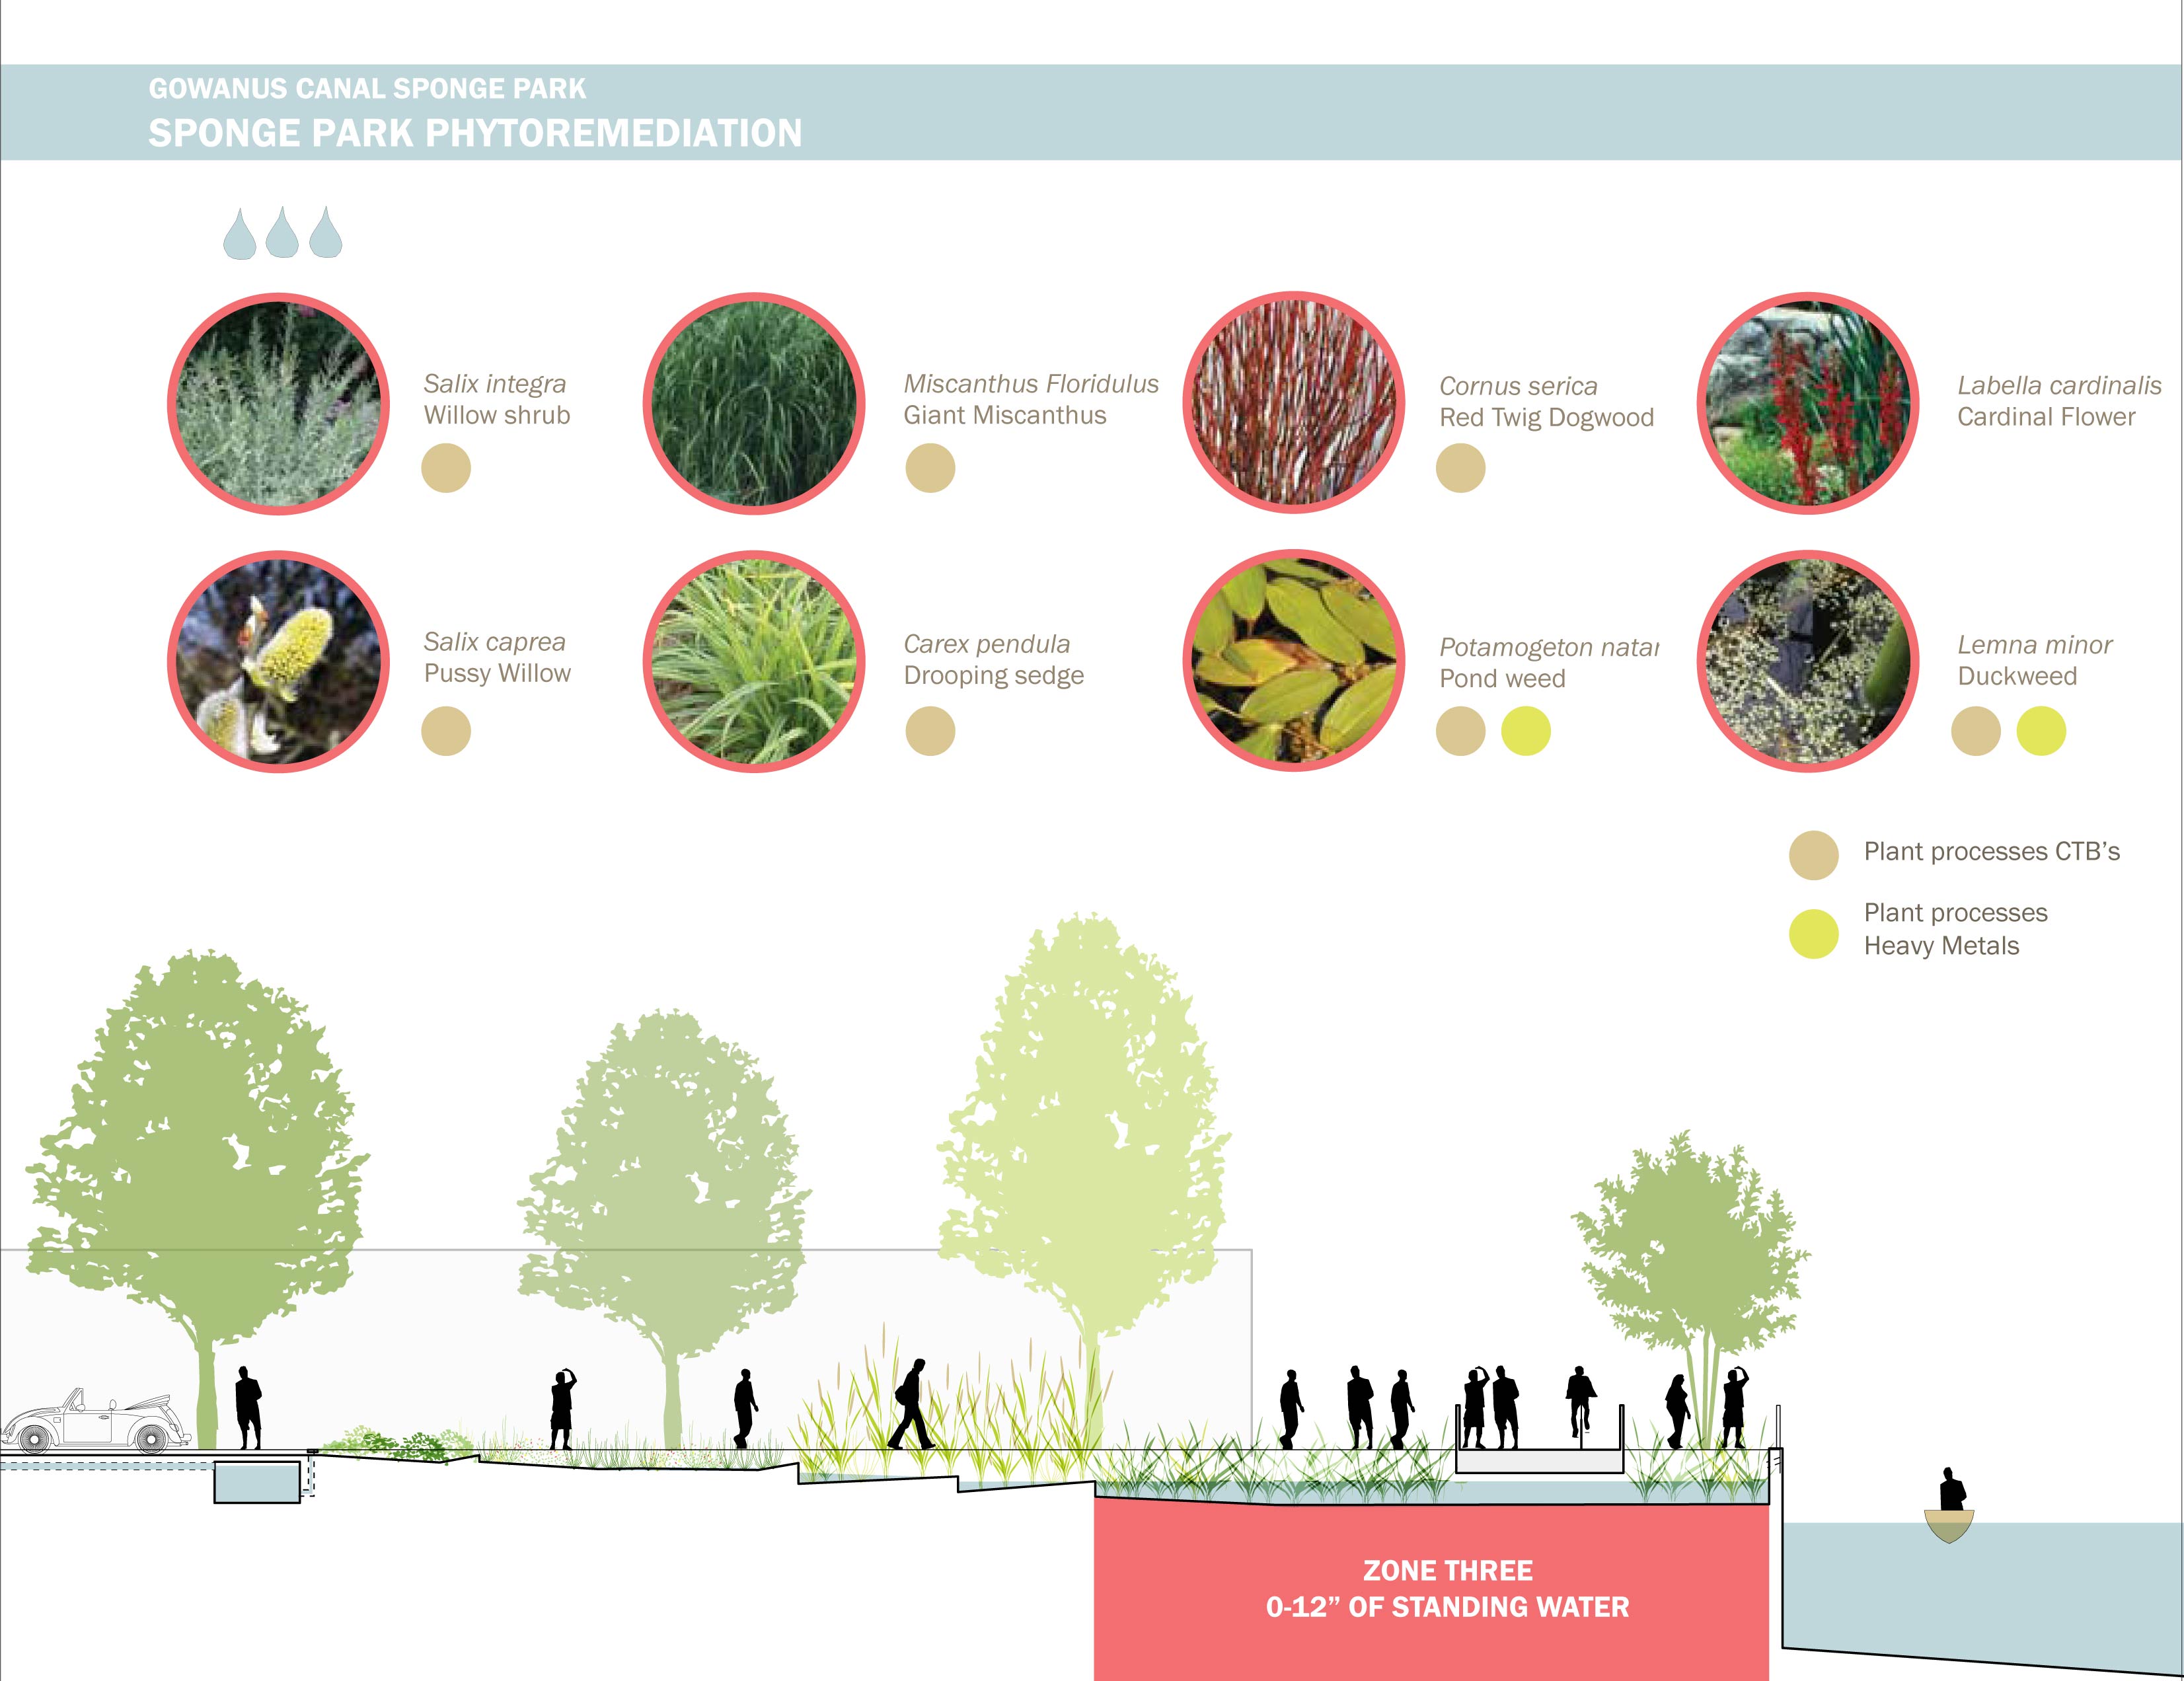 GOWANUS CANAL SPONGE PARK
SPONGE PARK PHYTOREMEDIATION
Salix integra
Willow shrub
Miscanthus Floridulus
Giant Miscanthus
Cornus serica
Red Twig Dogwood
Labella cardinalis
Cardinal Flower
Salix caprea
Pussy Willow
Carex pendula
Drooping sedge
Potamogeton natar
Pond weed
Lemna minor
Duckweed
Plant processes CTB’s
Plant processes
Heavy Metals
ZONE THREE
0-12” OF STANDING WATER